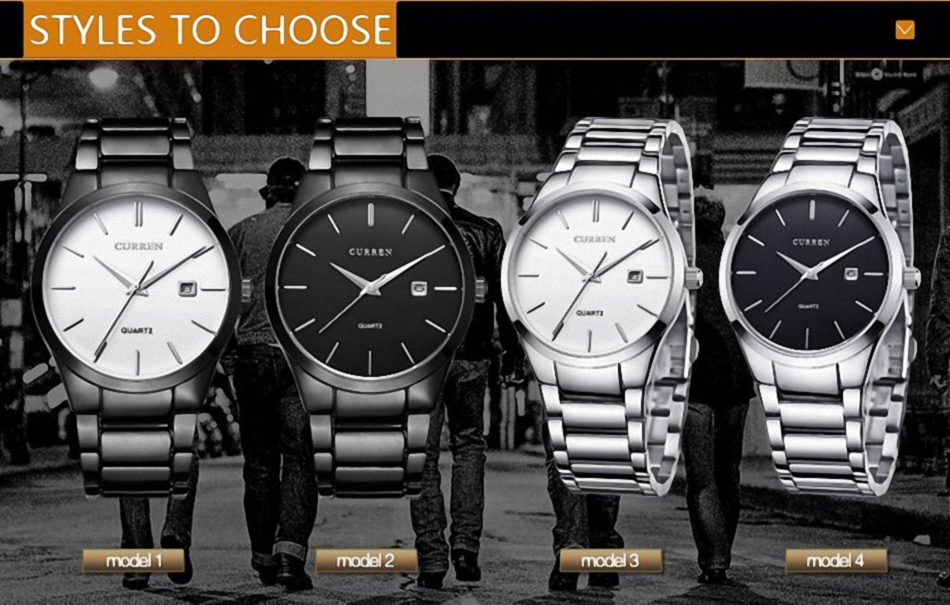 STYLES TO CHOOSE
CURREN
QUARTZ
CURREN
QUARTZ
CURREN
QUARTZ
CURREN
QUARTZ
model 1
model 2
model 3
model 4